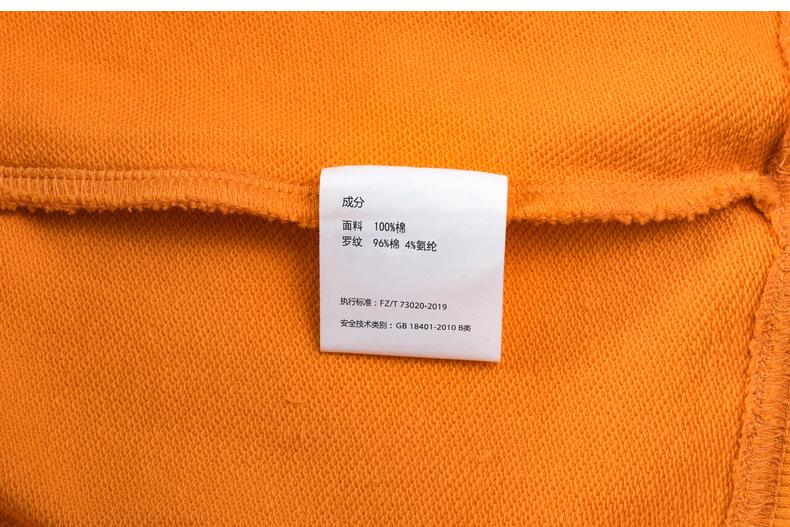 成分
面料 100%棉
罗纹 96%棉 4%氨纶
执行标准：FZ/T 73020-2019
安全技术类别：GB 18401-2010 B类